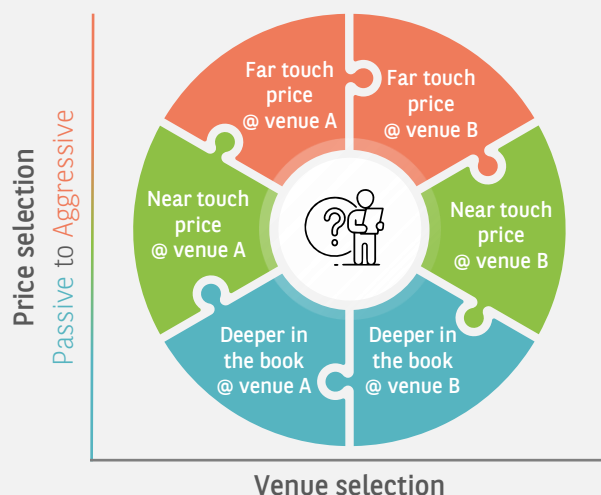 Price selection
Passive to Aggressive
Far touch
price
@ venue A
Far touch
price
@ venue B
Near touch
price
@ venue A
Near touch
price
@ venue B
Deeper in
the book
@ venue A
Deeper in
the book
@ venue B
?
Venue selection